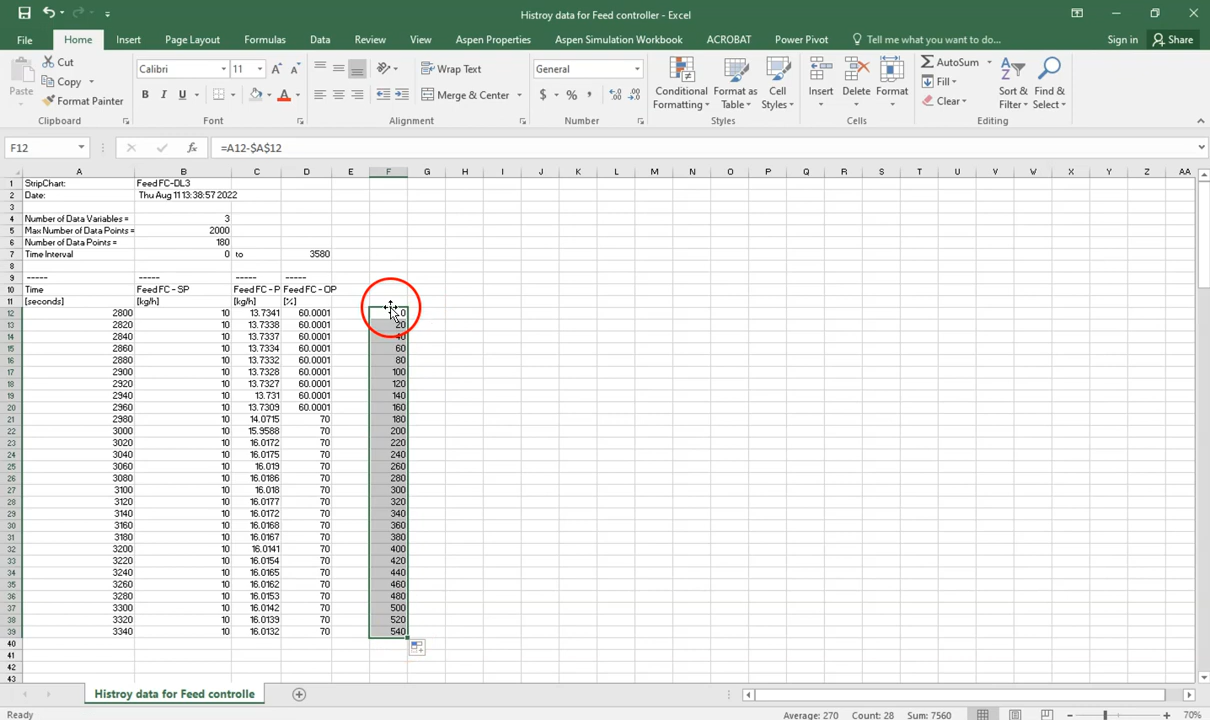 Histroy data for Feed controller - Excel
File Home Insert Page Layout Formulas Data Review View Aspen Properties Aspen Simulation Workbook ACROBAT Power Pivot Tell me what you want to do... Sign in Share
Paste Cut Copy Format Painter
Clipboard
Calibri 11
B I U
Font
Wrap Text
Merge & Center
Alignment
General
$ %
Number
Conditional Formatting Format as Table Cell Styles
Styles
Insert Delete Format
Cells
AutoSum
Fill
Clear
Sort & Filter Find & Select
Editing
F12 fx =A12-$A$12
A B C D E F G H I J K L M N O P Q R S T U V W X Y Z AA
1 StripChart: Feed FC-DL3
2 Date: Thu Aug 11 13:38:57 2022
3
4 Number of Data Variables = 3
5 Max Number of Data Points = 2000
6 Number of Data Points = 180
7 Time Interval 0 to 3580
8
9 ----- ----- ----- -----
10 Time Feed FC - SP Feed FC - P Feed FC - OP
11 [seconds] [kg/h] [kg/h] [%]
12 2800 10 13.7341 60.0001 0
13 2820 10 13.7338 60.0001 20
14 2840 10 13.7337 60.0001 40
15 2860 10 13.7334 60.0001 60
16 2880 10 13.7332 60.0001 80
17 2900 10 13.7328 60.0001 100
18 2920 10 13.7327 60.0001 120
19 2940 10 13.731 60.0001 140
20 2960 10 13.7309 60.0001 160
21 2980 10 14.0715 70 180
22 3000 10 15.9588 70 200
23 3020 10 16.0172 70 220
24 3040 10 16.0175 70 240
25 3060 10 16.019 70 260
26 3080 10 16.0186 70 280
27 3100 10 16.018 70 300
28 3120 10 16.0177 70 320
29 3140 10 16.0172 70 340
30 3160 10 16.0168 70 360
31 3180 10 16.0167 70 380
32 3200 10 16.0141 70 400
33 3220 10 16.0154 70 420
34 3240 10 16.0165 70 440
35 3260 10 16.0162 70 460
36 3280 10 16.0153 70 480
37 3300 10 16.0142 70 500
38 3320 10 16.0139 70 520
39 3340 10 16.0132 70 540
40
41
42
43
Histroy data for Feed controlle
Ready Average: 270 Count: 28 Sum: 7560 70%